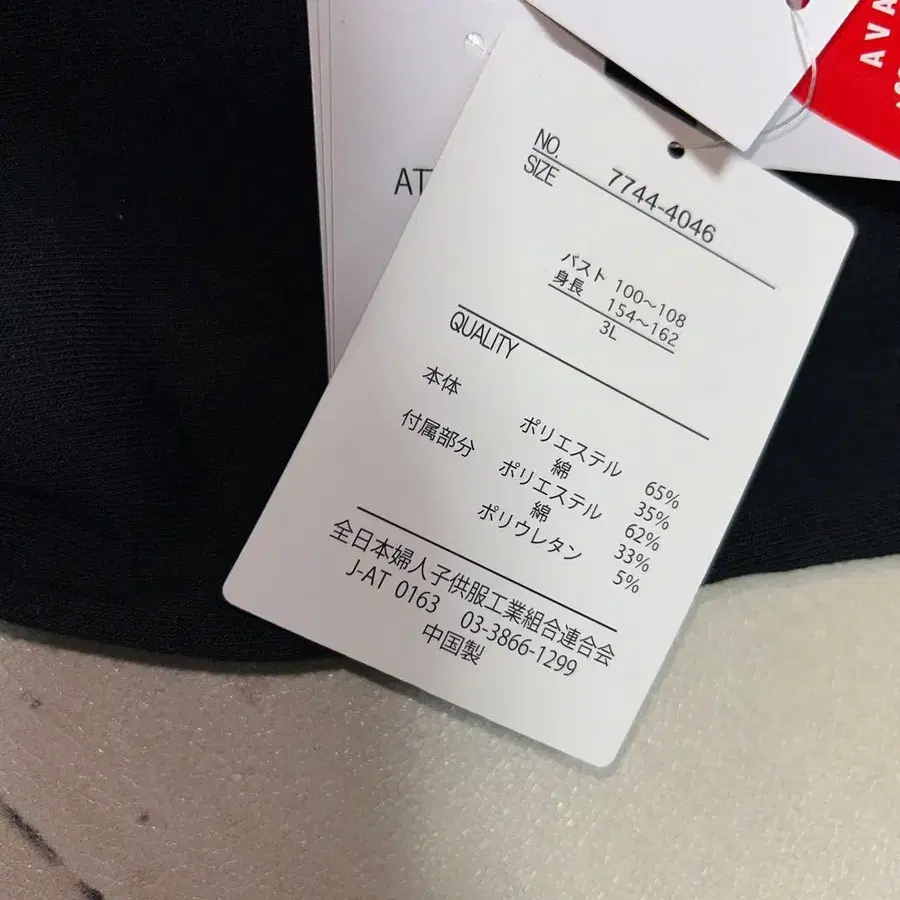 AVA
AT
NO. 7744-4046
SIZE
バスト 100～108
身長 154～162
3L
QUALITY
本体 ポリエステル 65%
綿 35%
付属部分 ポリエステル 62%
綿 33%
ポリウレタン 5%
全日本婦人子供服工業組合連合会
J-AT 0163 03-3866-1299
中国製